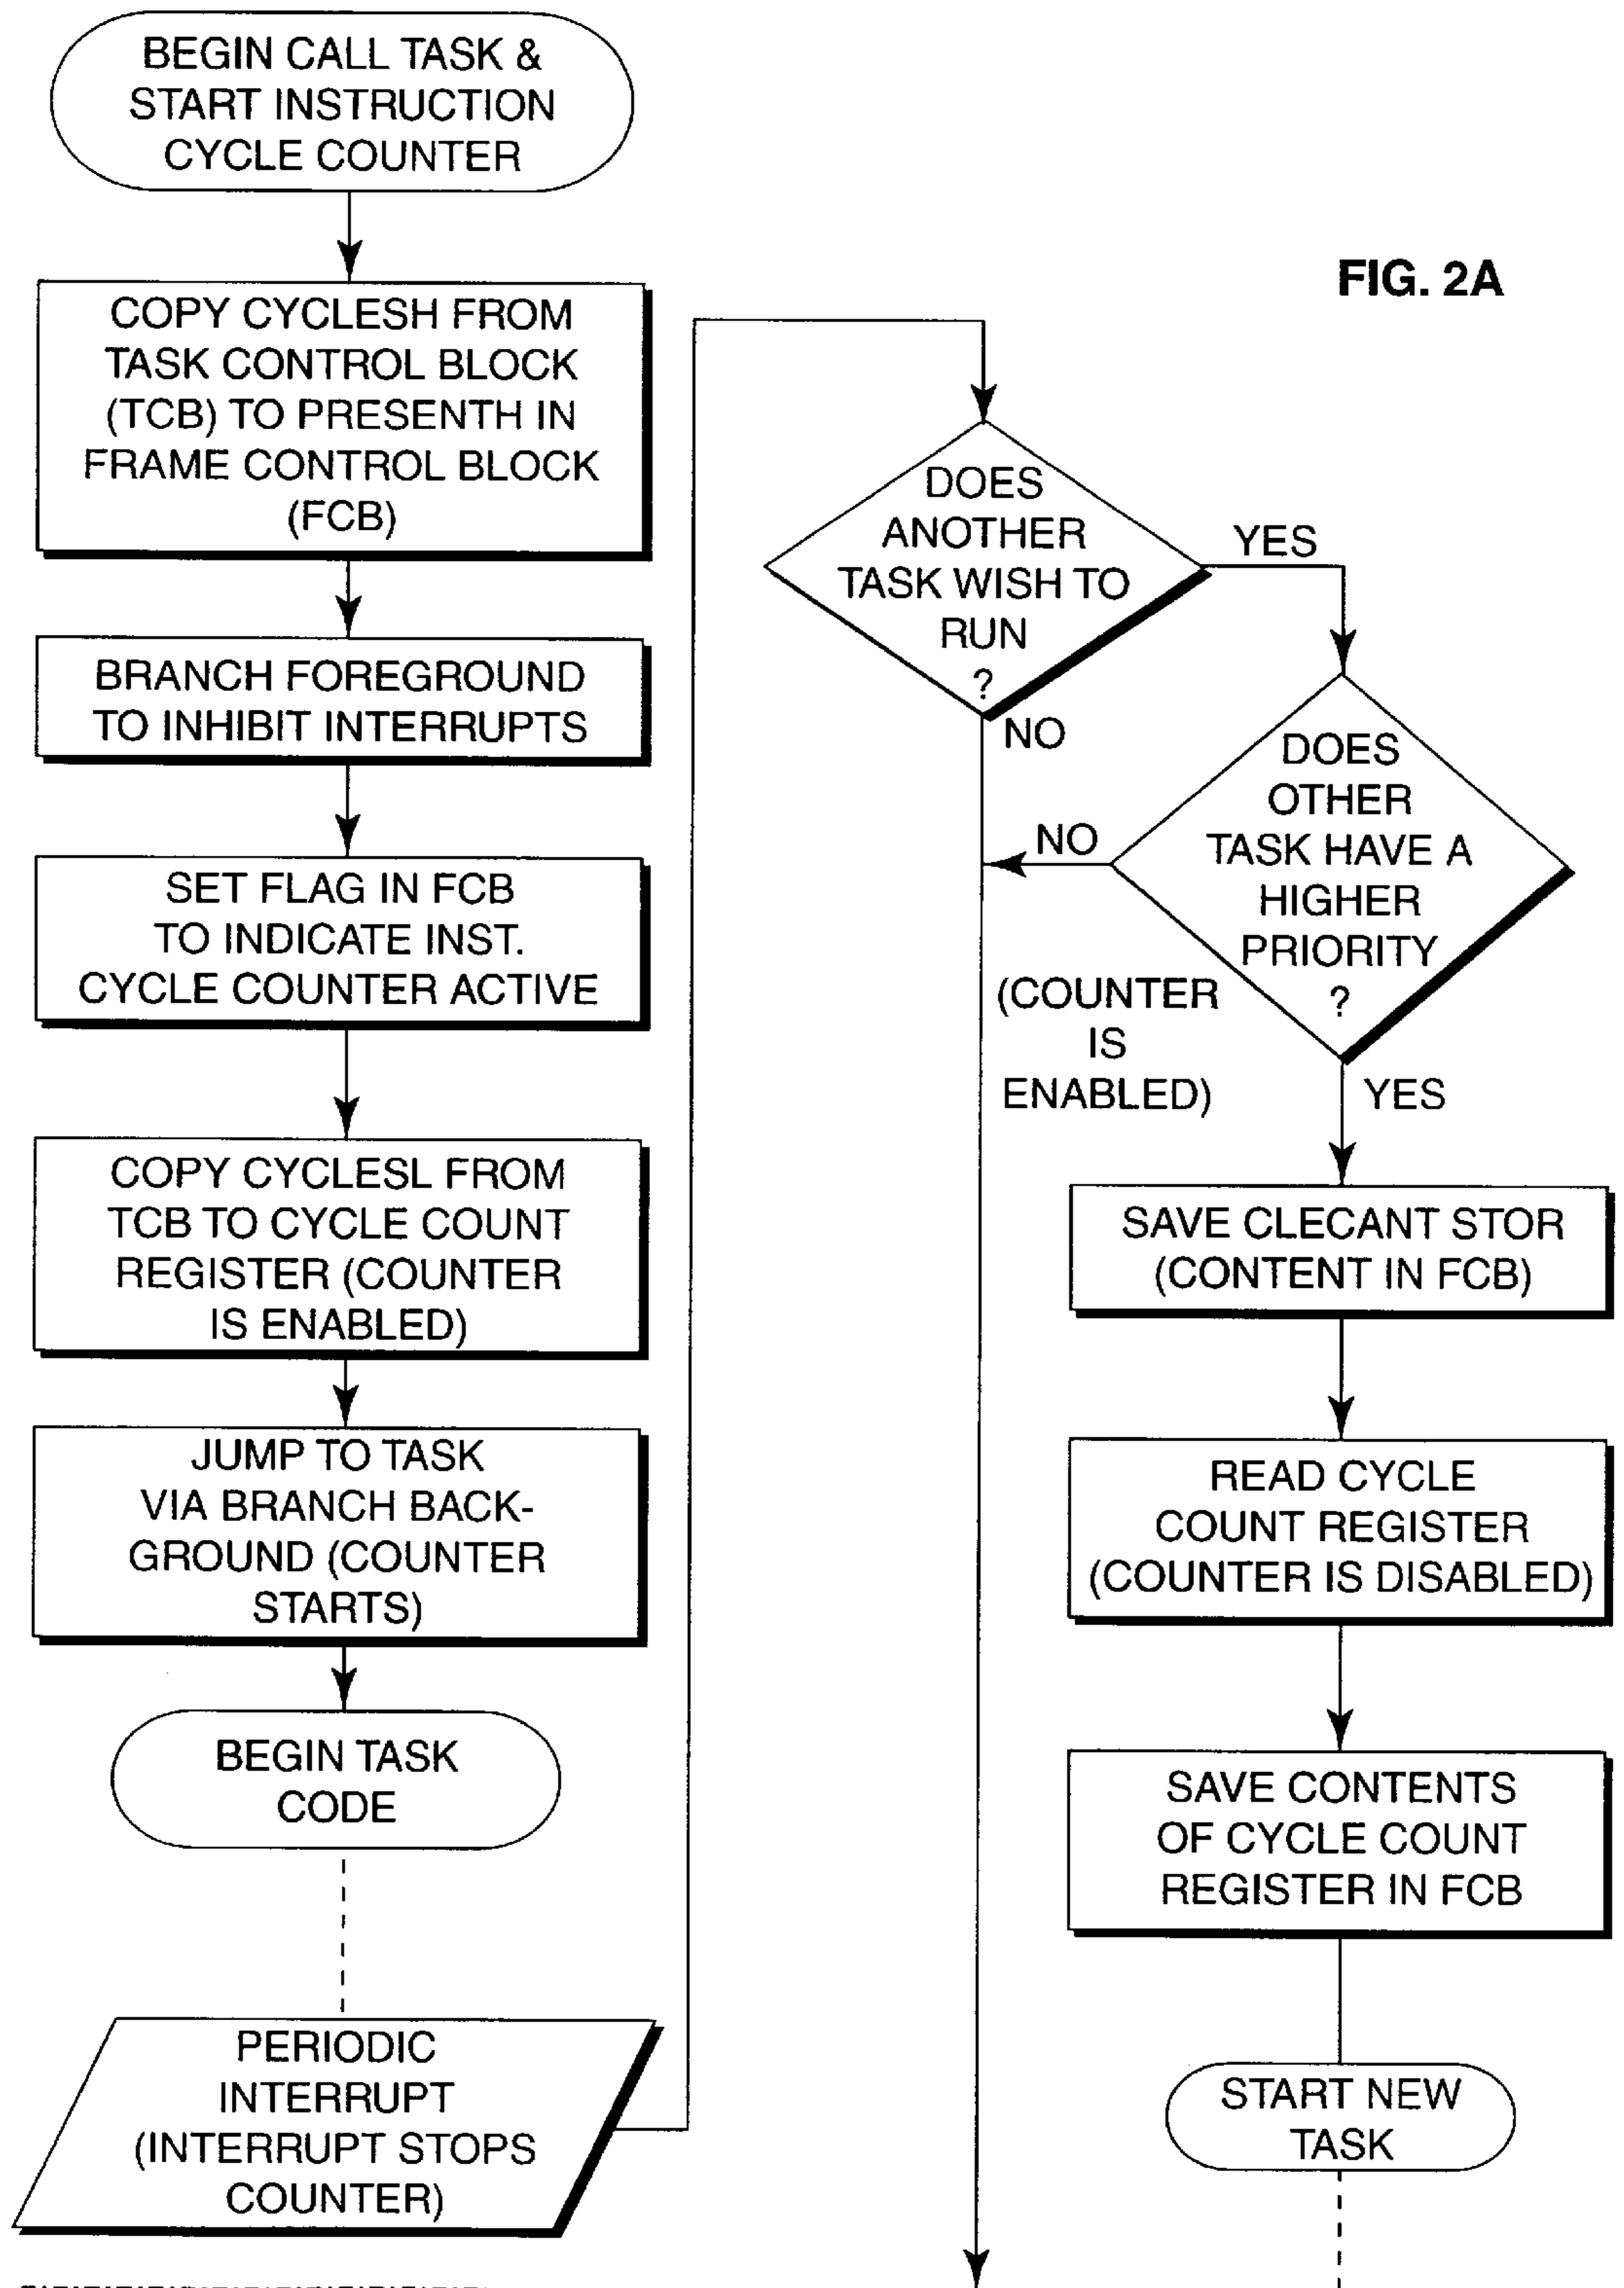 BEGIN CALL TASK &
START INSTRUCTION
CYCLE COUNTER
COPY CYCLESH FROM
TASK CONTROL BLOCK
(TCB) TO PRESENTH IN
FRAME CONTROL BLOCK
(FCB)
BRANCH FOREGROUND
TO INHIBIT INTERRUPTS
SET FLAG IN FCB
TO INDICATE INST.
CYCLE COUNTER ACTIVE
COPY CYCLESL FROM
TCB TO CYCLE COUNT
REGISTER (COUNTER
IS ENABLED)
JUMP TO TASK
VIA BRANCH BACK-
GROUND (COUNTER
STARTS)
BEGIN TASK
CODE
PERIODIC
INTERRUPT
(INTERRUPT STOPS
COUNTER)
FIG. 2A
DOES
ANOTHER
TASK WISH TO
RUN
?
YES
NO
DOES
OTHER
TASK HAVE A
HIGHER
PRIORITY
?
NO
(COUNTER
IS
ENABLED)
YES
SAVE CLECANT STOR
(CONTENT IN FCB)
READ CYCLE
COUNT REGISTER
(COUNTER IS DISABLED)
SAVE CONTENTS
OF CYCLE COUNT
REGISTER IN FCB
START NEW
TASK